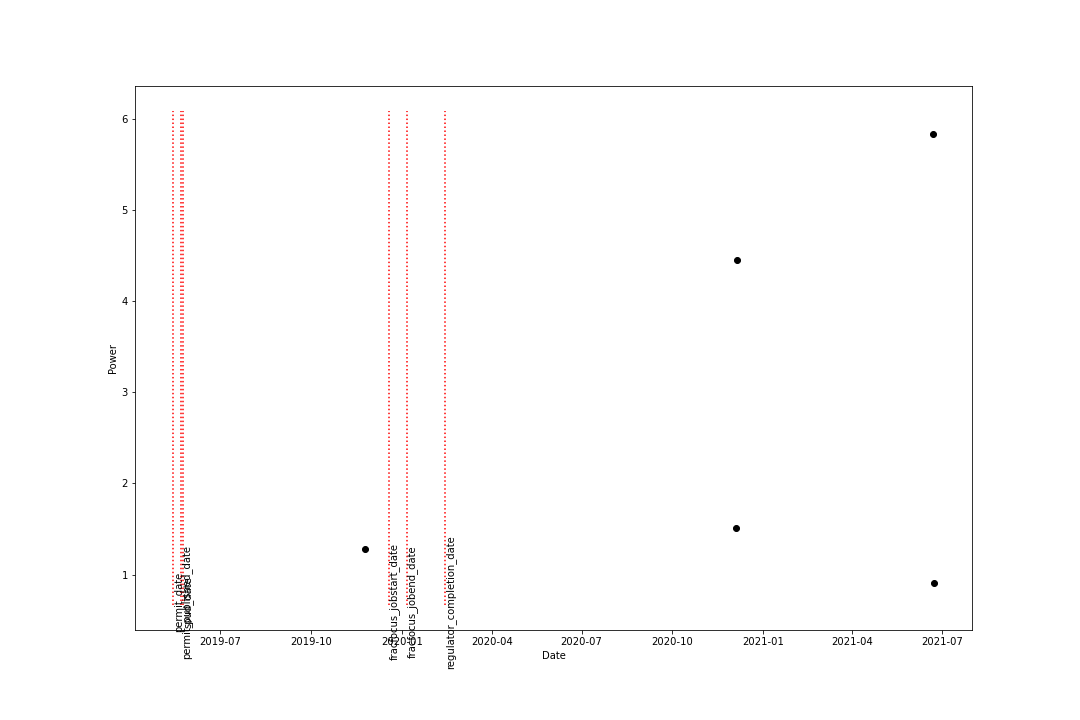 6
5
4
3
2
1
Power
permit_date
spud_date
fracfocus_jobstart_date
fracfocus_jobend_date
regulator_completion_date
2019-07
2019-10
2020-01
2020-04
2020-07
2020-10
2021-01
2021-04
2021-07
Date